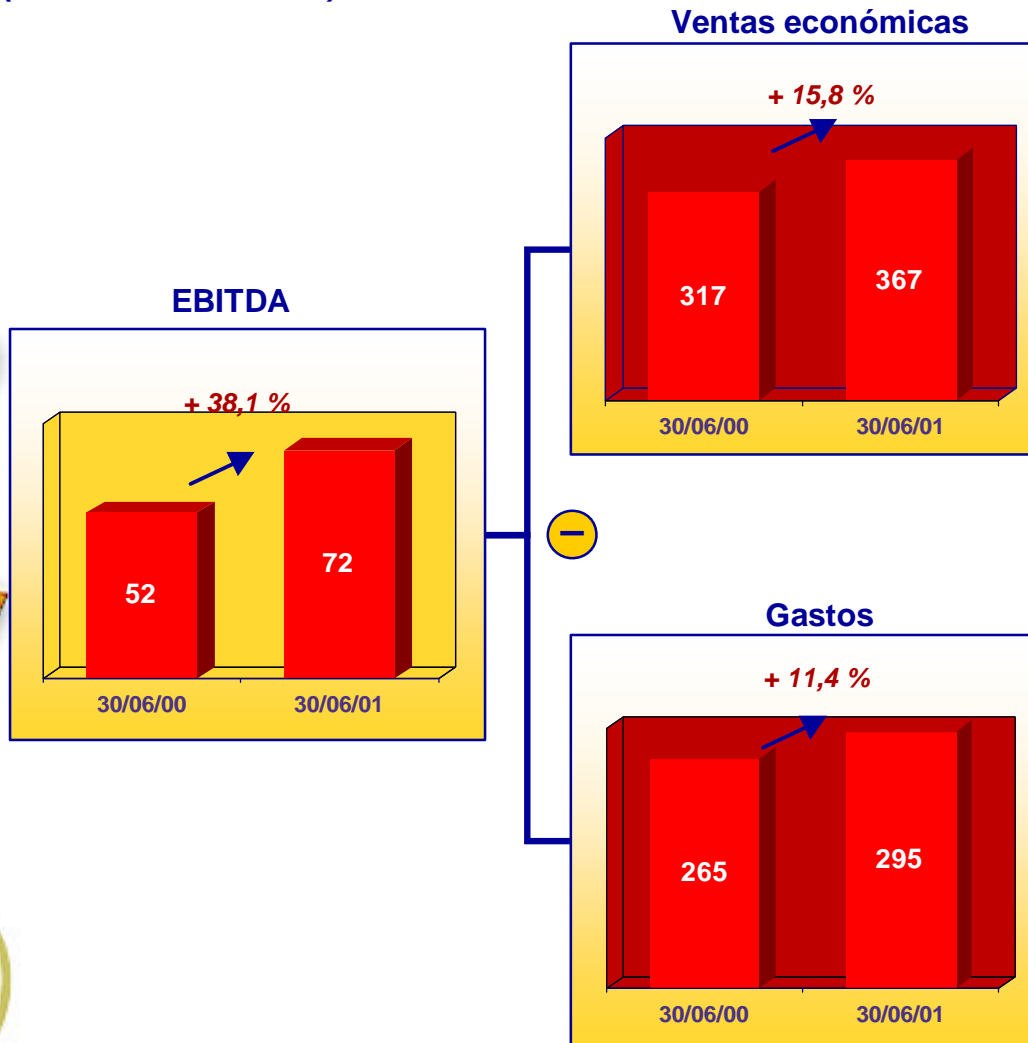 Ventas económicas
+ 15,8 %
317
367
30/06/00 30/06/01
EBITDA
+ 38,1 %
52
72
30/06/00 30/06/01
−
Gastos
+ 11,4 %
265
295
30/06/00 30/06/01